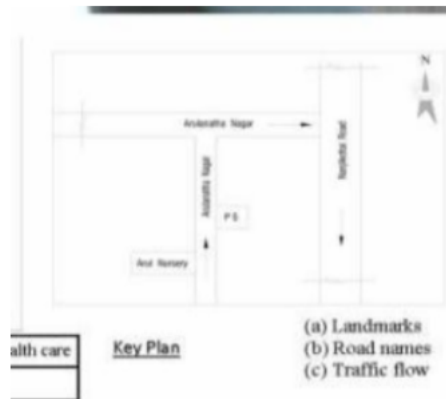 N
Arulanatha Nagar
Nanjikottai Road
Arulanatha Nagar
P S
Arul Nursery
alth care
Key Plan
(a) Landmarks
(b) Road names
(c) Traffic flow